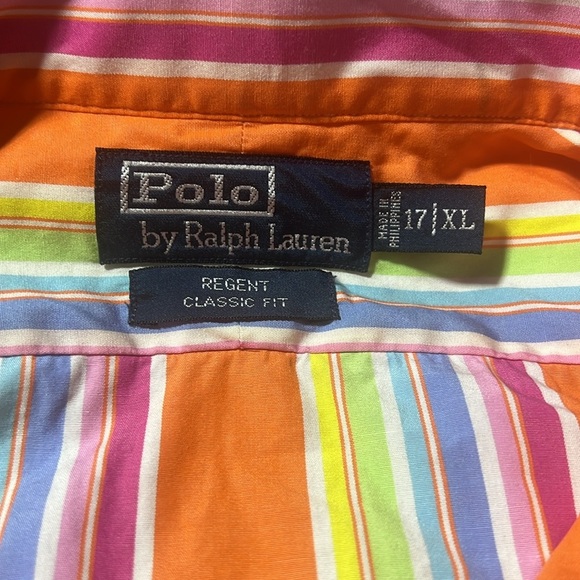 Polo
by Ralph Lauren
MADE IN
PHILIPPINES
17|XL
REGENT
CLASSIC FIT